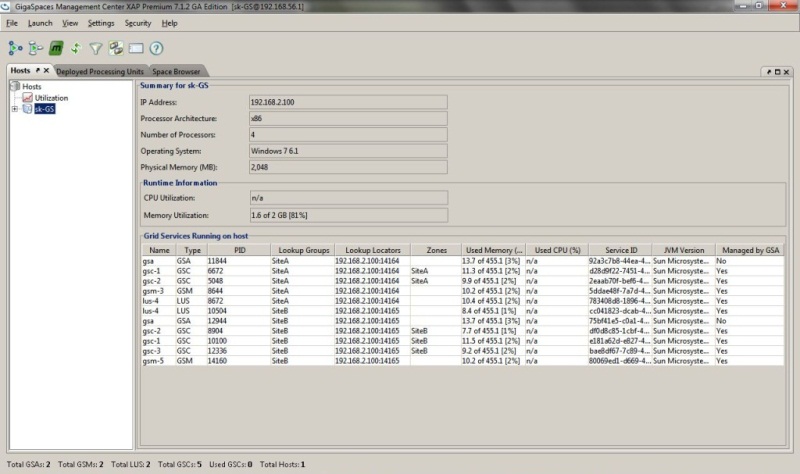 GigaSpaces Management Center XAP Premium 7.1.2 GA Edition [sk-GS@192.168.56.1]
File Launch View Settings Security Help
Hosts Deployed Processing Units Space Browser
Hosts
Utilization
sk-GS
Summary for sk-GS
IP Address: 192.168.2.100
Processor Architecture: x86
Number of Processors: 4
Operating System: Windows 7 6.1
Physical Memory (MB): 2,048
Runtime Information
CPU Utilization: n/a
Memory Utilization: 1.6 of 2 GB [81%]
Grid Services Running on host
Name Type PID Lookup Groups Lookup Locators Zones Used Memory (... Used CPU (%) Service ID JVM Version Managed by GSA
gsa GSA 11844 SiteA 192.168.2.100:14164 13.7 of 455.1 [3%] n/a 92a3c7b8-44ea-4... Sun Microsyste... No
gsc-1 GSC 6672 SiteA 192.168.2.100:14164 SiteA 11.3 of 455.1 [2%] n/a d28d9f22-7451-4... Sun Microsyste... Yes
gsc-2 GSC 5048 SiteA 192.168.2.100:14164 SiteA 9.9 of 455.1 [2%] n/a 2eaab70f-bef6-4... Sun Microsyste... Yes
gsm-3 GSM 8644 SiteA 192.168.2.100:14164 10.2 of 455.1 [2%] n/a 5ddae48f-7a7d-4... Sun Microsyste... Yes
lus-4 LUS 8672 SiteA 192.168.2.100:14164 10.4 of 455.1 [2%] n/a 783408d8-1896-4... Sun Microsyste... Yes
lus-4 LUS 10504 SiteB 192.168.2.100:14165 8.4 of 455.1 [1%] n/a cc041823-dcab-4... Sun Microsyste... Yes
gsa GSA 12944 SiteB 192.168.2.100:14165 13.7 of 455.1 [3%] n/a 75bf41e5-c0a1-4... Sun Microsyste... No
gsc-2 GSC 8904 SiteB 192.168.2.100:14165 SiteB 7.7 of 455.1 [1%] n/a df0d8c85-1cbf-4... Sun Microsyste... Yes
gsc-1 GSC 10100 SiteB 192.168.2.100:14165 SiteB 11.5 of 455.1 [2%] n/a e181a62d-e827-4... Sun Microsyste... Yes
gsc-3 GSC 12336 SiteB 192.168.2.100:14165 SiteB 9.2 of 455.1 [2%] n/a bae8df67-7c89-4... Sun Microsyste... Yes
gsm-5 GSM 14160 SiteB 192.168.2.100:14165 10.2 of 455.1 [2%] n/a 80069ed1-d669-4... Sun Microsyste... Yes
Total GSAs: 2 Total GSMs: 2 Total LUS: 2 Total GSCs: 5 Used GSCs: 0 Total Hosts: 1